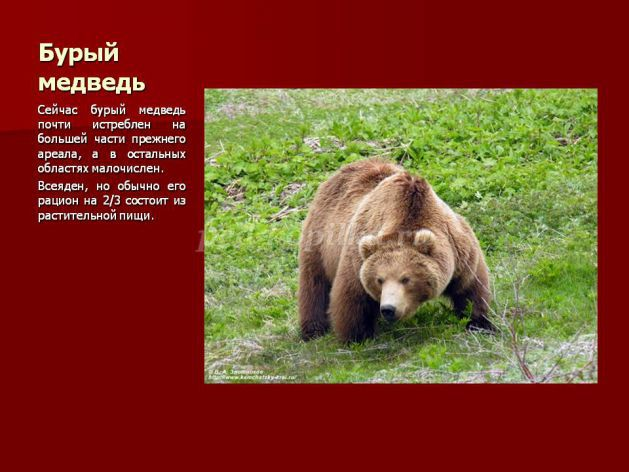 Бурый
медведь
Сейчас бурый медведь
почти истреблен на
большей части прежнего
ареала, а в остальных
областях малочислен.
Всеяден, но обычно его
рацион на 2/3 состоит из
растительной пищи.